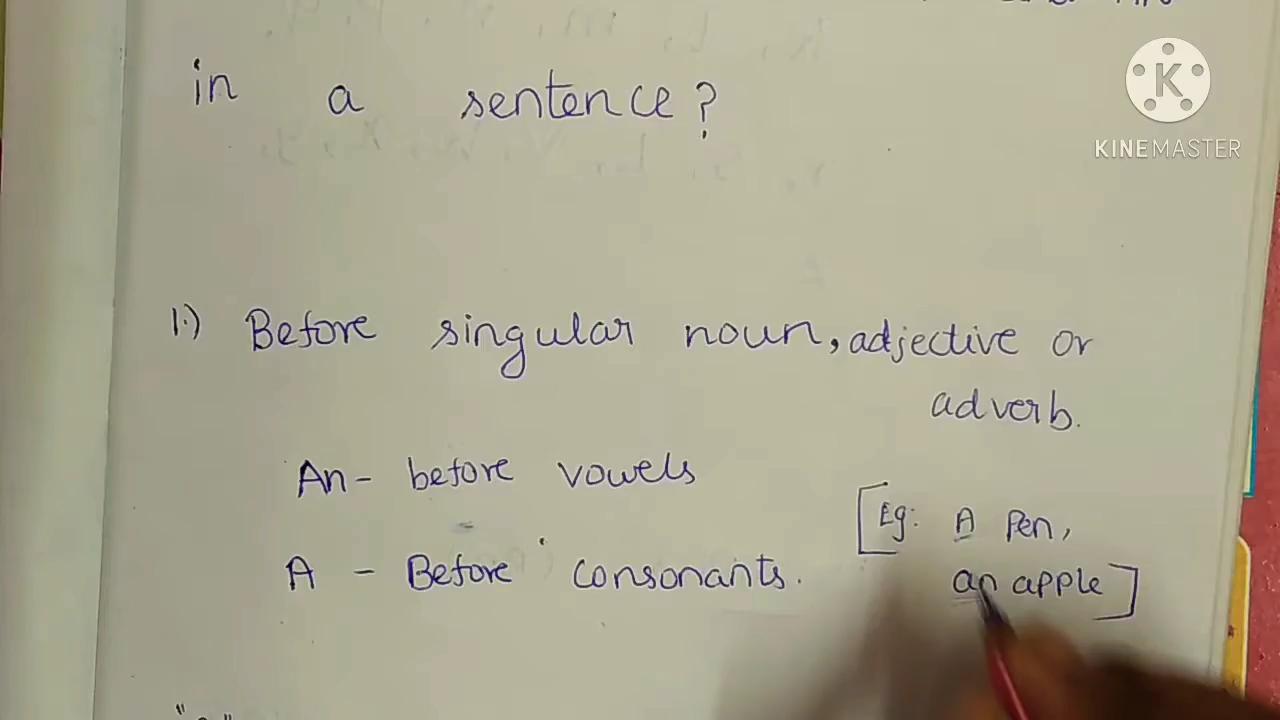 in a sentence?
KINEMASTER
1.) Before singular noun, adjective or
adverb.
An - before vowels
A - Before consonants.
[Eg: A Pen,
an apple]